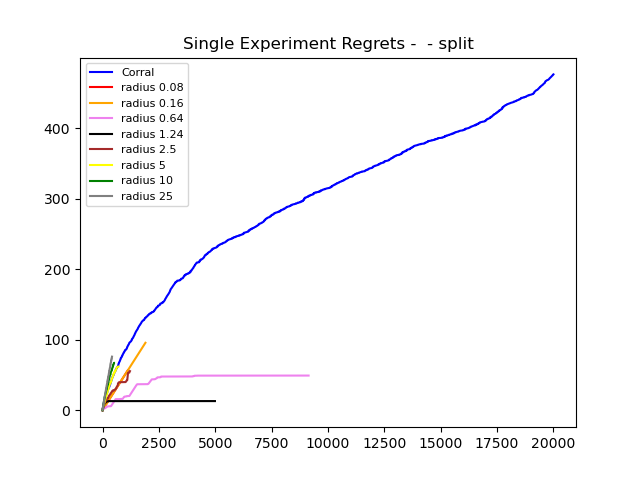 Single Experiment Regrets -  - split
Corral
radius 0.08
radius 0.16
radius 0.64
radius 1.24
radius 2.5
radius 5
radius 10
radius 25
400
300
200
100
0
0 2500 5000 7500 10000 12500 15000 17500 20000